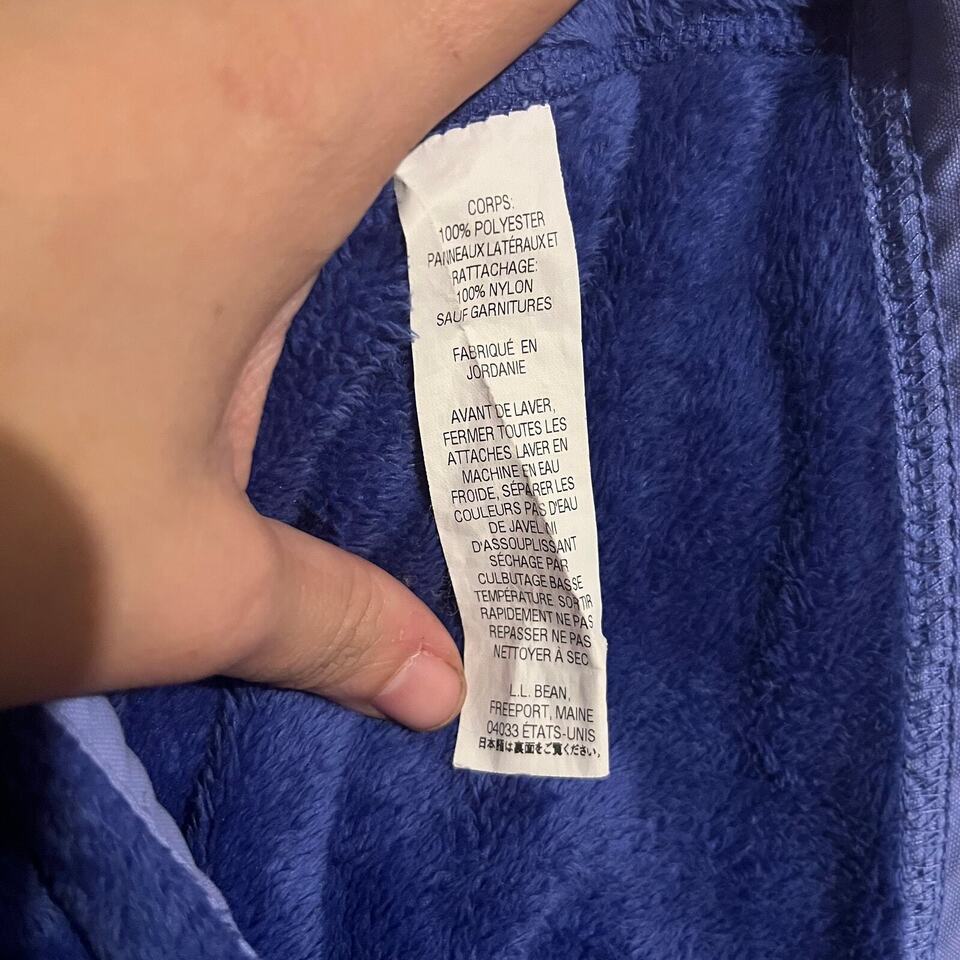 CORPS:
100% POLYESTER
PANNEAUX LATÉRAUX ET
RATTACHAGE:
100% NYLON
SAUF GARNITURES
FABRIQUÉ EN
JORDANIE
AVANT DE LAVER,
FERMER TOUTES LES
ATTACHES LAVER EN
MACHINE EN EAU
FROIDE, SÉPARER LES
COULEURS PAS D'EAU
DE JAVEL NI
D'ASSOUPLISSANT
SÉCHAGE PAR
CULBUTAGE BASSE
TEMPÉRATURE SORTIR
RAPIDEMENT NE PAS
REPASSER NE PAS
NETTOYER À SEC
L.L. BEAN,
FREEPORT, MAINE
04033 ÉTATS-UNIS
日本語は裏面をご覧ください。